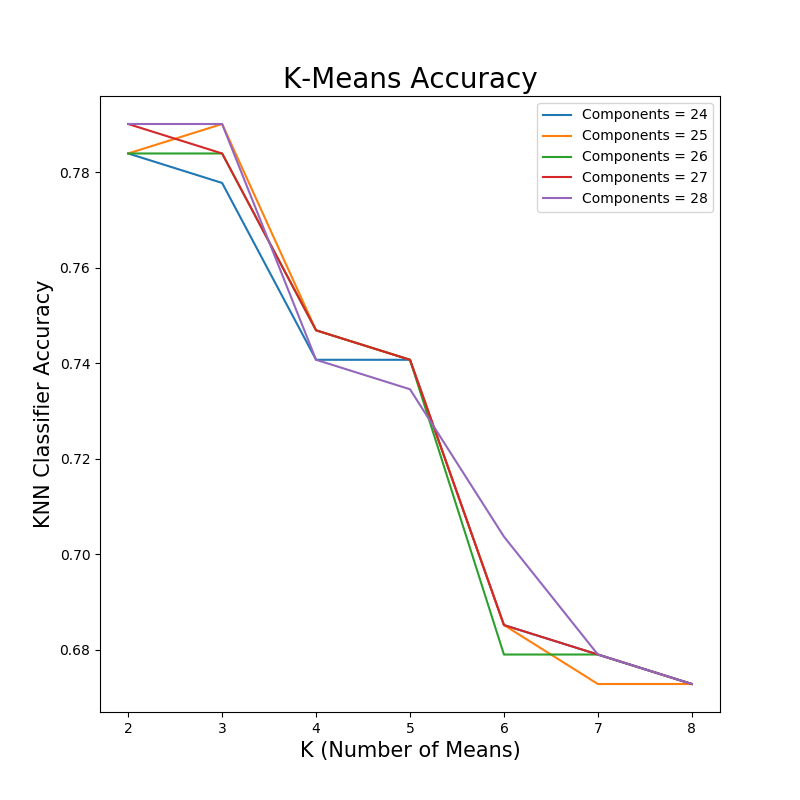 K-Means Accuracy
Components = 24
Components = 25
Components = 26
Components = 27
Components = 28
KNN Classifier Accuracy
0.78
0.76
0.74
0.72
0.70
0.68
2 3 4 5 6 7 8
K (Number of Means)